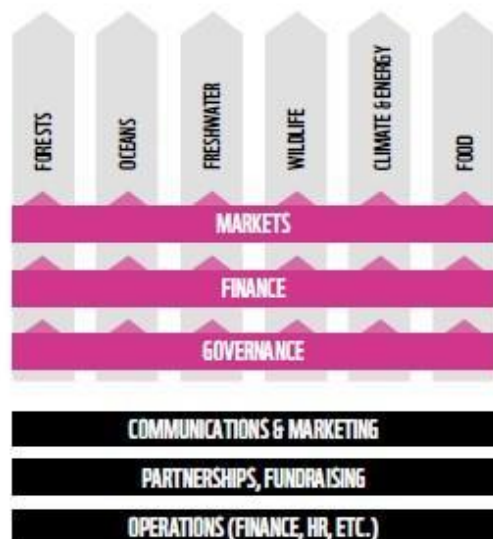 FORESTS
OCEANS
FRESHWATER
WILDLIFE
CLIMATE & ENERGY
FOOD
MARKETS
FINANCE
GOVERNANCE
COMMUNICATIONS & MARKETING
PARTNERSHIPS, FUNDRAISING
OPERATIONS (FINANCE, HR, ETC.)